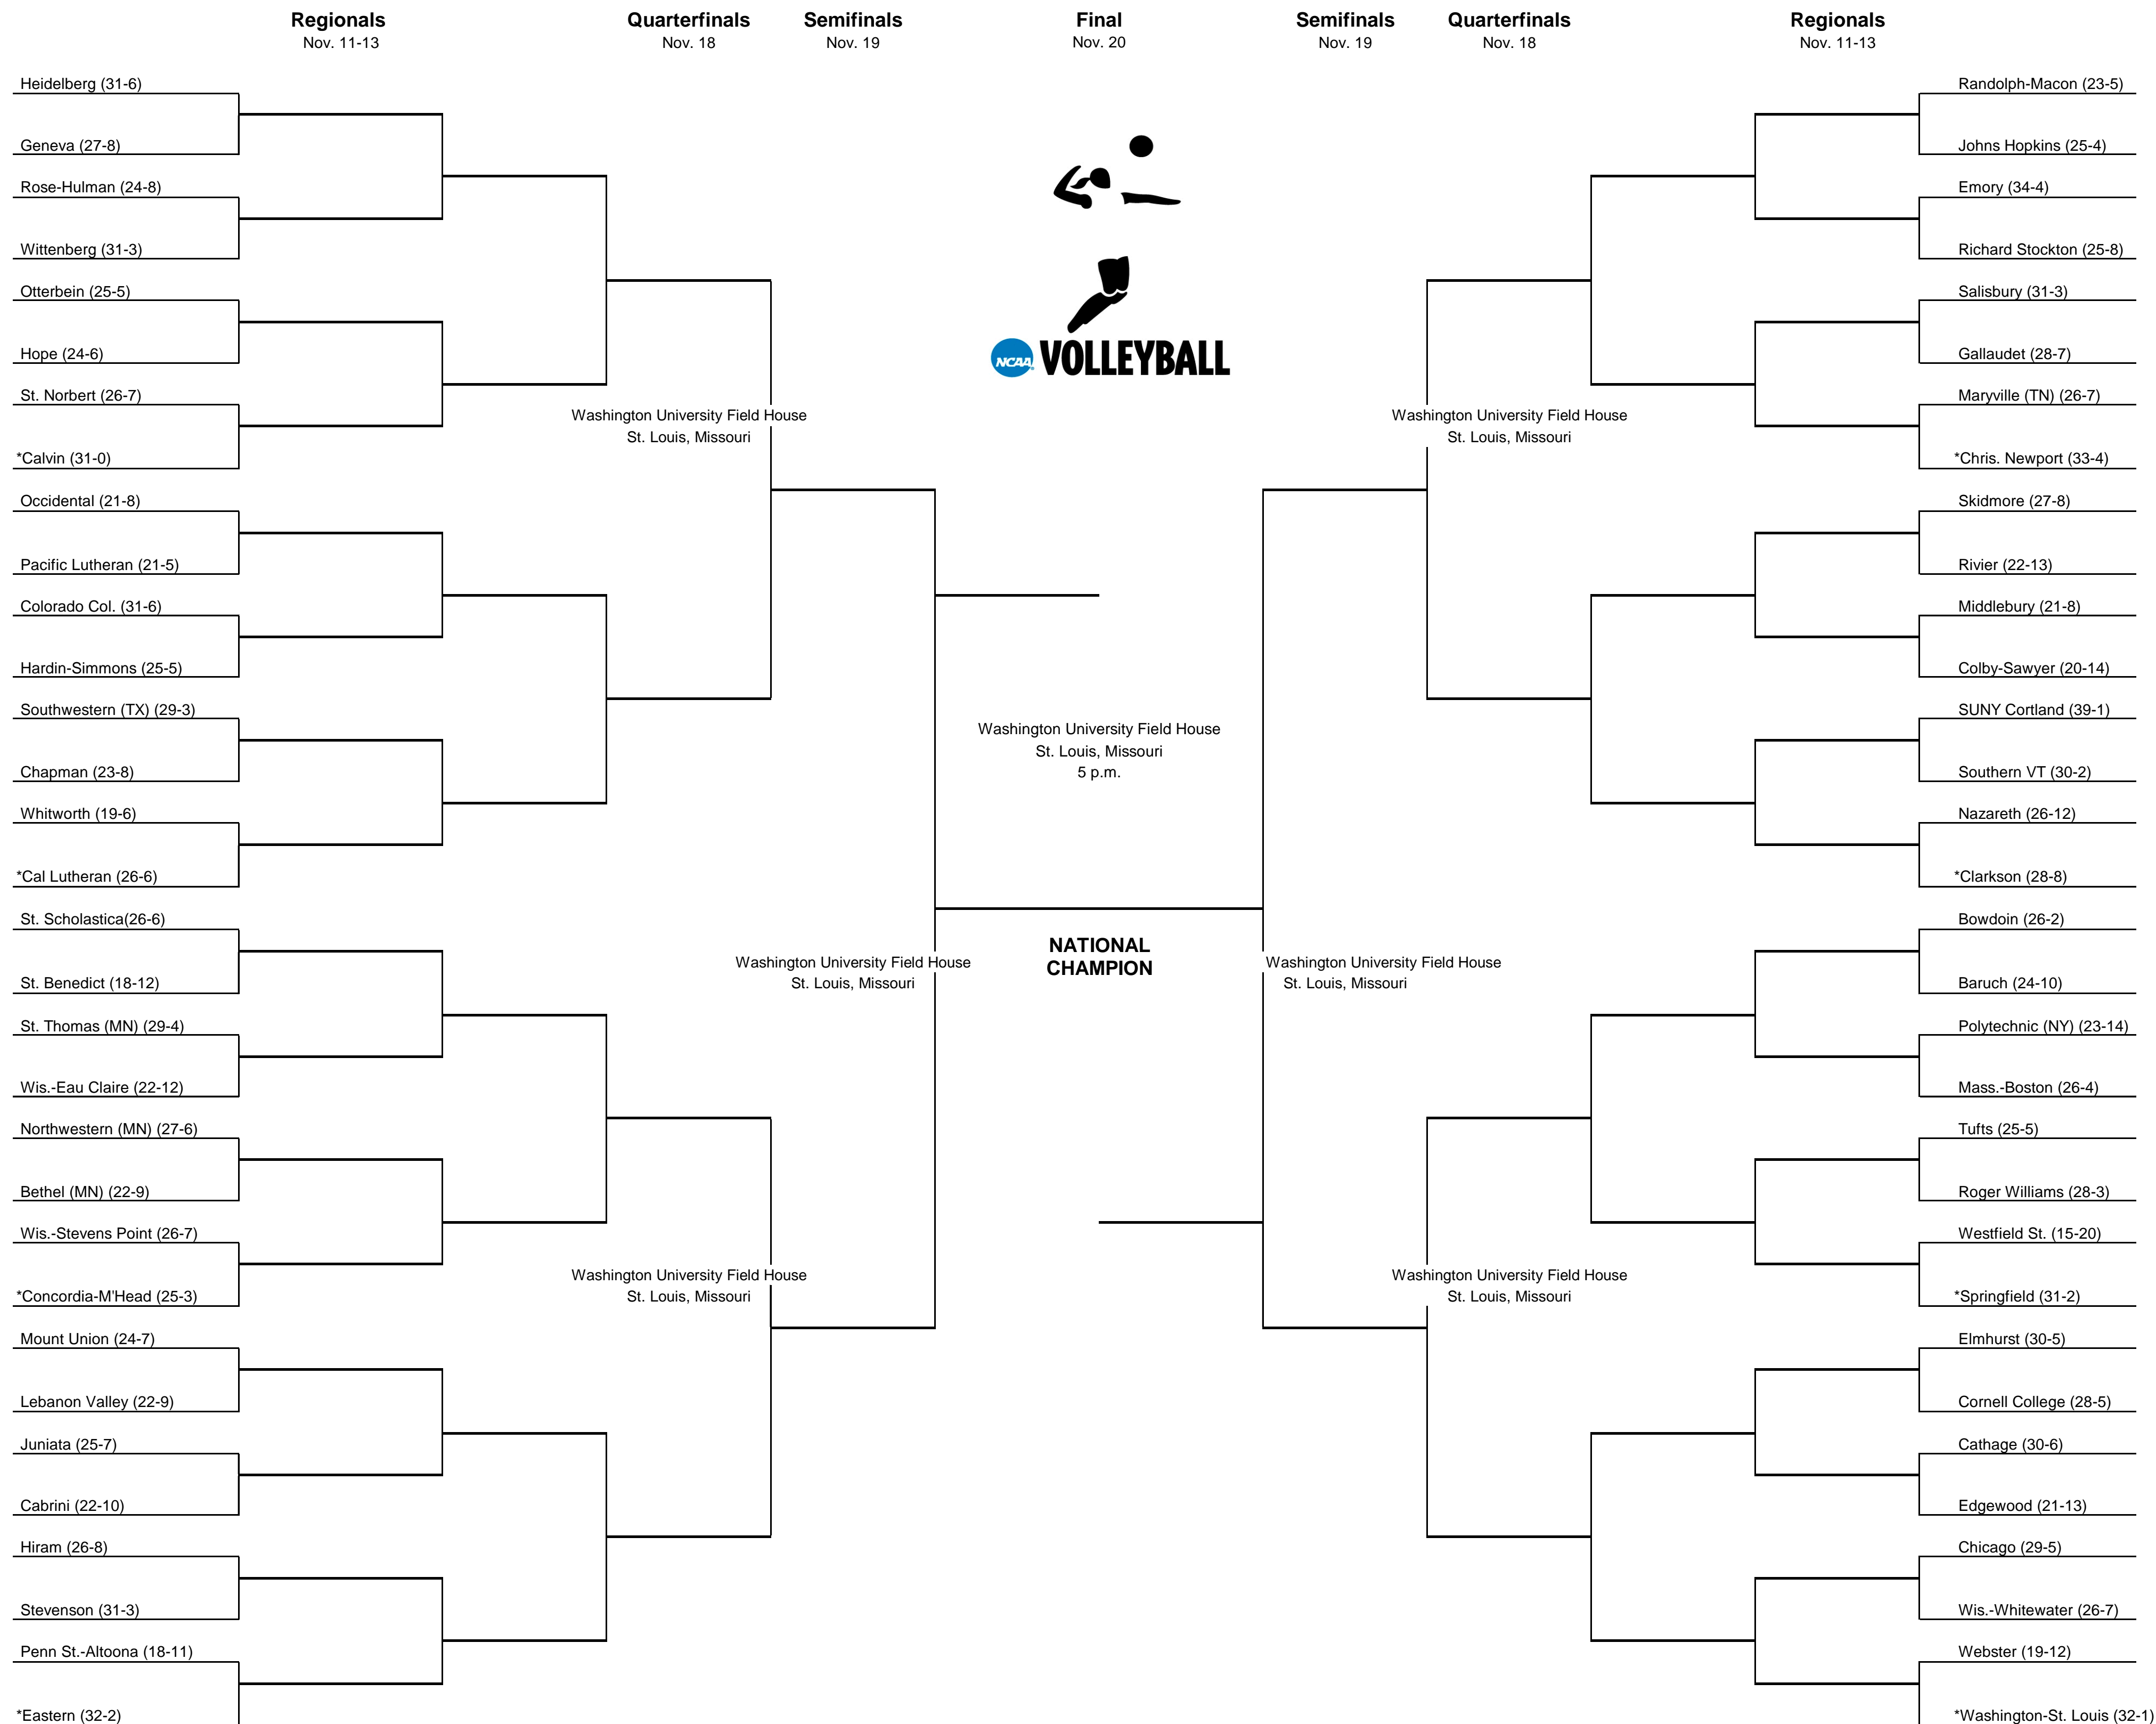 Regionals
Nov. 11-13
Quarterfinals
Nov. 18
Semifinals
Nov. 19
Final
Nov. 20
Semifinals
Nov. 19
Quarterfinals
Nov. 18
Regionals
Nov. 11-13
Heidelberg (31-6)
Geneva (27-8)
Rose-Hulman (24-8)
Wittenberg (31-3)
Otterbein (25-5)
Hope (24-6)
St. Norbert (26-7)
*Calvin (31-0)
Occidental (21-8)
Pacific Lutheran (21-5)
Colorado Col. (31-6)
Hardin-Simmons (25-5)
Southwestern (TX) (29-3)
Chapman (23-8)
Whitworth (19-6)
*Cal Lutheran (26-6)
St. Scholastica(26-6)
St. Benedict (18-12)
St. Thomas (MN) (29-4)
Wis.-Eau Claire (22-12)
Northwestern (MN) (27-6)
Bethel (MN) (22-9)
Wis.-Stevens Point (26-7)
*Concordia-M'Head (25-3)
Mount Union (24-7)
Lebanon Valley (22-9)
Juniata (25-7)
Cabrini (22-10)
Hiram (26-8)
Stevenson (31-3)
Penn St.-Altoona (18-11)
*Eastern (32-2)
Washington University Field House
St. Louis, Missouri
Washington University Field House
St. Louis, Missouri
Washington University Field House
St. Louis, Missouri
NCAA
VOLLEYBALL
Washington University Field House
St. Louis, Missouri
5 p.m.
NATIONAL
CHAMPION
Washington University Field House
St. Louis, Missouri
Washington University Field House
St. Louis, Missouri
Washington University Field House
St. Louis, Missouri
Randolph-Macon (23-5)
Johns Hopkins (25-4)
Emory (34-4)
Richard Stockton (25-8)
Salisbury (31-3)
Gallaudet (28-7)
Maryville (TN) (26-7)
*Chris. Newport (33-4)
Skidmore (27-8)
Rivier (22-13)
Middlebury (21-8)
Colby-Sawyer (20-14)
SUNY Cortland (39-1)
Southern VT (30-2)
Nazareth (26-12)
*Clarkson (28-8)
Bowdoin (26-2)
Baruch (24-10)
Polytechnic (NY) (23-14)
Mass.-Boston (26-4)
Tufts (25-5)
Roger Williams (28-3)
Westfield St. (15-20)
*Springfield (31-2)
Elmhurst (30-5)
Cornell College (28-5)
Cathage (30-6)
Edgewood (21-13)
Chicago (29-5)
Wis.-Whitewater (26-7)
Webster (19-12)
*Washington-St. Louis (32-1)